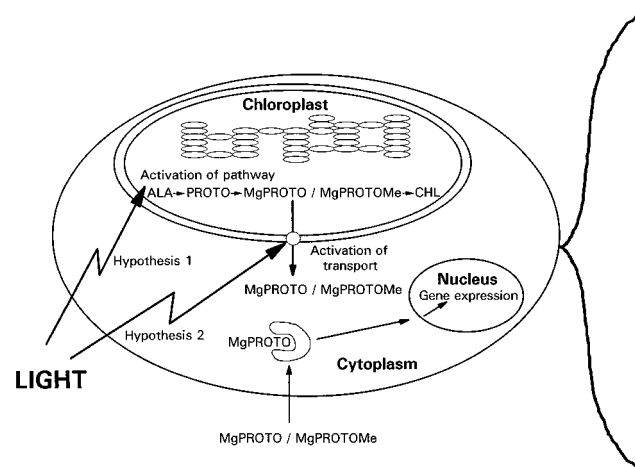 Chloroplast
Activation of pathway
ALA→PROTO→MgPROTO / MgPROTOMe→CHL
Hypothesis 1
Activation of
transport
MgPROTO / MgPROTOMe
Nucleus
Gene expression
Hypothesis 2
MgPROTO
Cytoplasm
LIGHT
MgPROTO / MgPROTOMe